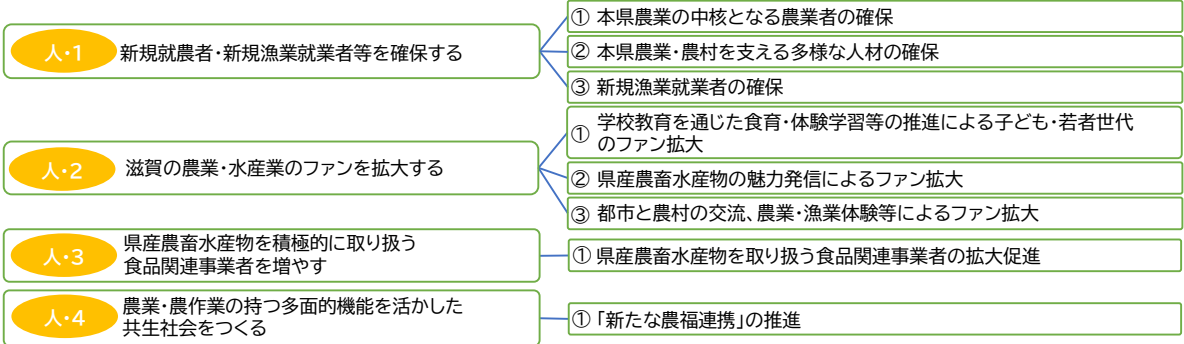 人・1
新規就農者・新規漁業就業者等を確保する
① 本県農業の中核となる農業者の確保
② 本県農業・農村を支える多様な人材の確保
③ 新規漁業就業者の確保
人・2
滋賀の農業・水産業のファンを拡大する
① 学校教育を通じた食育・体験学習等の推進による子ども・若者世代
のファン拡大
② 県産農畜水産物の魅力発信によるファン拡大
③ 都市と農村の交流、農業・漁業体験等によるファン拡大
人・3
県産農畜水産物を積極的に取り扱う
食品関連事業者を増やす
① 県産農畜水産物を取り扱う食品関連事業者の拡大促進
人・4
農業・農作業の持つ多面的機能を活かした
共生社会をつくる
① 「新たな農福連携」の推進